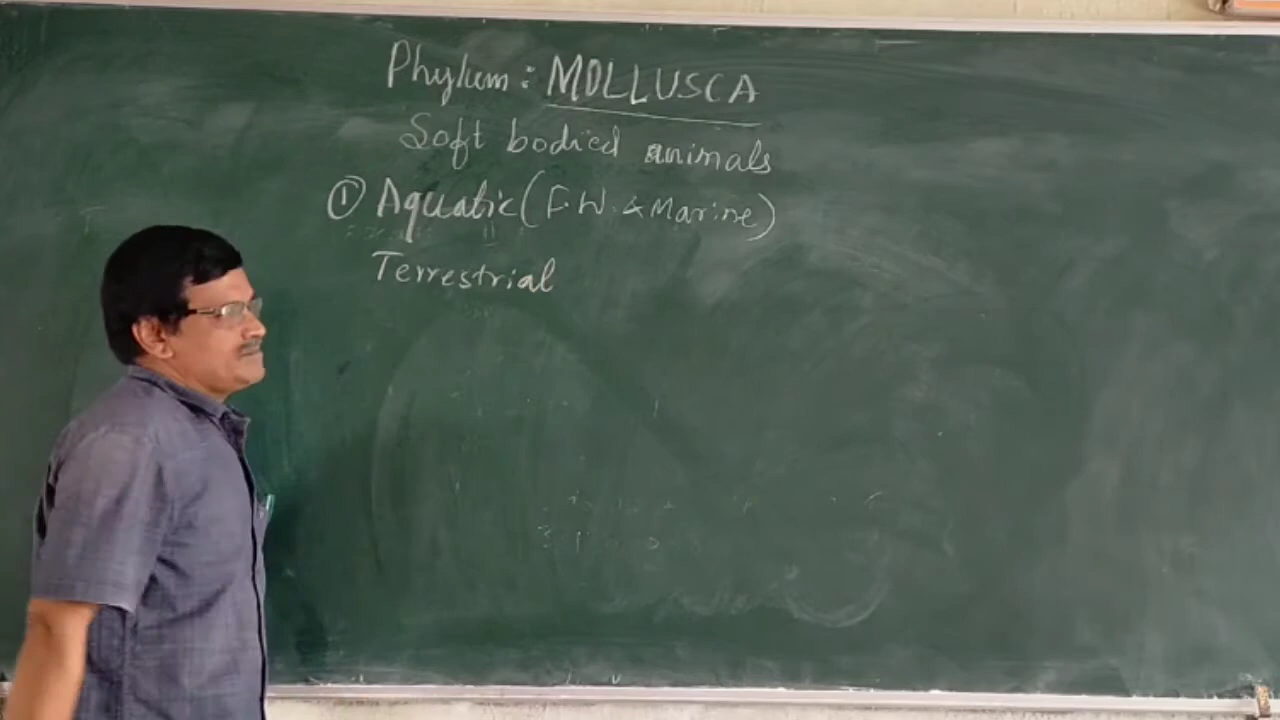 Phylum: MOLLUSCA
Soft bodied animals
① Aquatic (F.W. & Marine)
Terrestrial